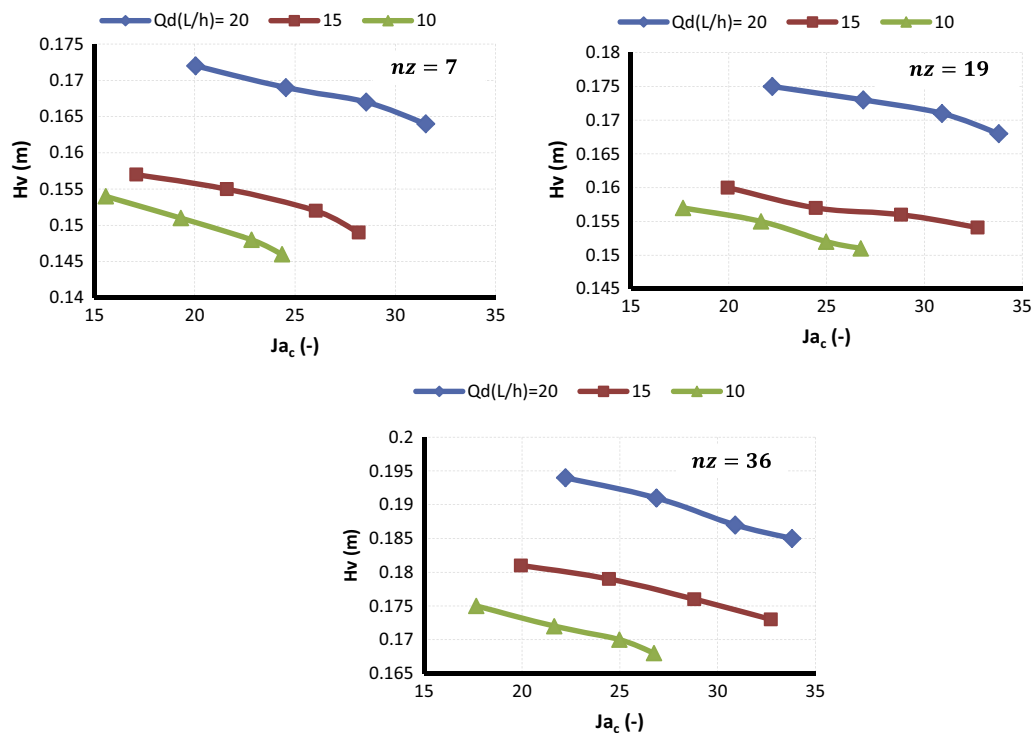 Qd(L/h)= 20 15 10
nz = 7
0.175
0.17
0.165
0.16
0.155
0.15
0.145
0.14
Hv (m)
15 20 25 30 35
Ja_c (-)
Qd(L/h)= 20 15 10
nz = 19
0.18
0.175
0.17
0.165
0.16
0.155
0.15
0.145
Hv (m)
15 20 25 30 35
Ja_c (-)
Qd(L/h)=20 15 10
nz = 36
0.2
0.195
0.19
0.185
0.18
0.175
0.17
0.165
Hv (m)
15 20 25 30 35
Ja_c (-)